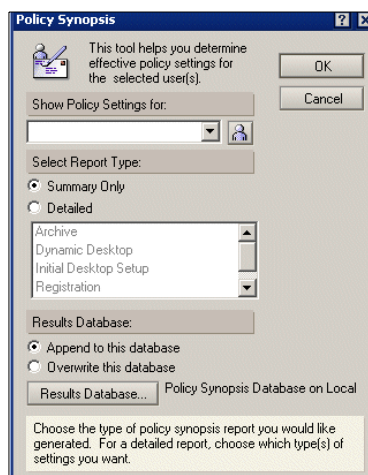 Policy Synopsis
This tool helps you determine
effective policy settings for
the selected user(s).
OK
Cancel
Show Policy Settings for:
Select Report Type:
Summary Only
Detailed
Archive
Dynamic Desktop
Initial Desktop Setup
Registration
Results Database:
Append to this database
Overwrite this database
Results Database... Policy Synopsis Database on Local
Choose the type of policy synopsis report you would like
generated. For a detailed report, choose which type(s) of
settings you want.